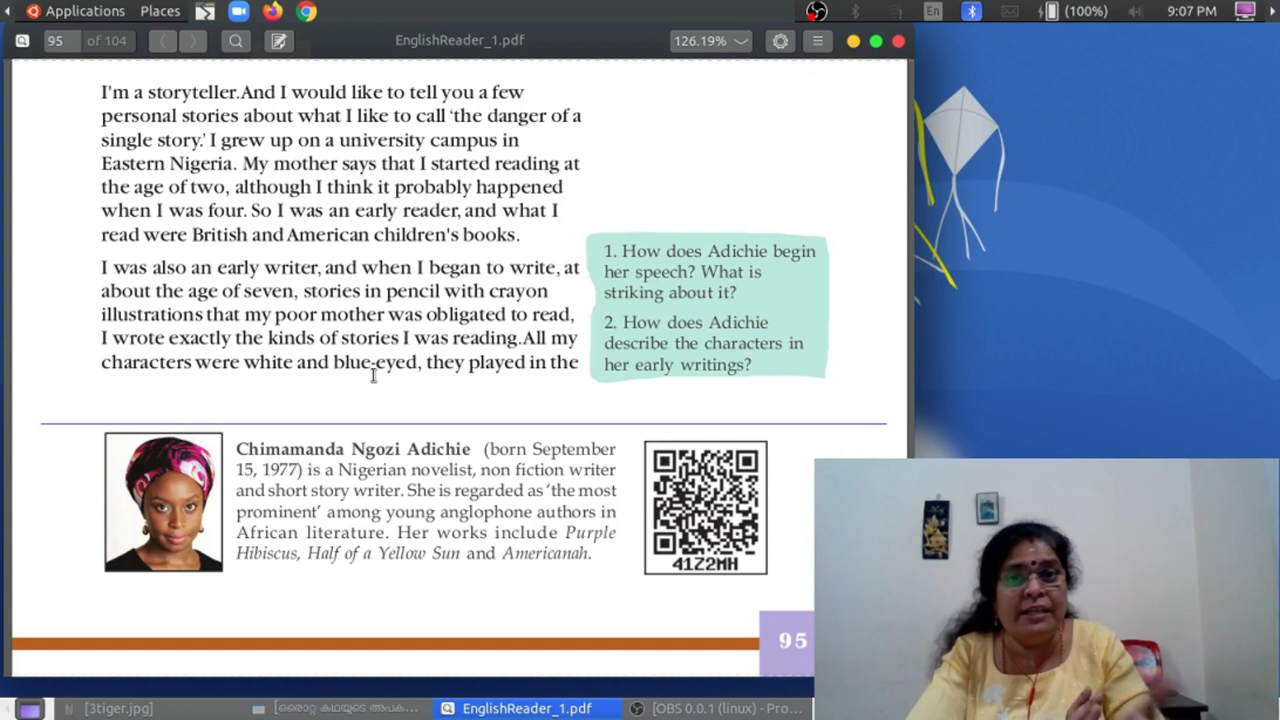 Applications Places En (100%) 9:07 PM
95 of 104 EnglishReader_1.pdf 126.19%
I'm a storyteller. And I would like to tell you a few
personal stories about what I like to call 'the danger of a
single story.' I grew up on a university campus in
Eastern Nigeria. My mother says that I started reading at
the age of two, although I think it probably happened
when I was four. So I was an early reader, and what I
read were British and American children's books.
I was also an early writer, and when I began to write, at
about the age of seven, stories in pencil with crayon
illustrations that my poor mother was obligated to read,
I wrote exactly the kinds of stories I was reading. All my
characters were white and blue-eyed, they played in the
1. How does Adichie begin
her speech? What is
striking about it?
2. How does Adichie
describe the characters in
her early writings?
Chimamanda Ngozi Adichie (born September
15, 1977) is a Nigerian novelist, non fiction writer
and short story writer. She is regarded as 'the most
prominent' among young anglophone authors in
African literature. Her works include Purple
Hibiscus, Half of a Yellow Sun and Americanah.
41Z2MH
95
[3tiger.jpg] [ഒരൊറ്റ കഥയുടെ അപക... EnglishReader_1.pdf [OBS 0.0.1 (linux) - Pro...